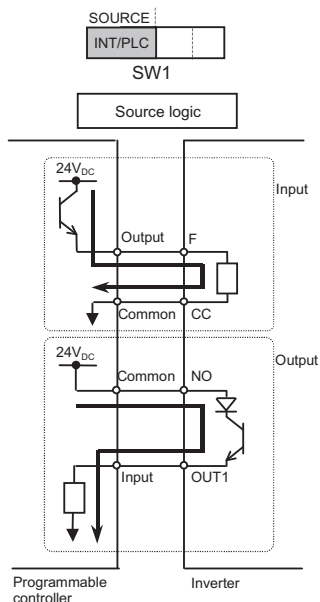 SOURCE
INT/PLC
SW1
Source logic
24VDC
Input
Output
F
Common
CC
24VDC
Output
Common
NO
Input
OUT1
Programmable
controller
Inverter